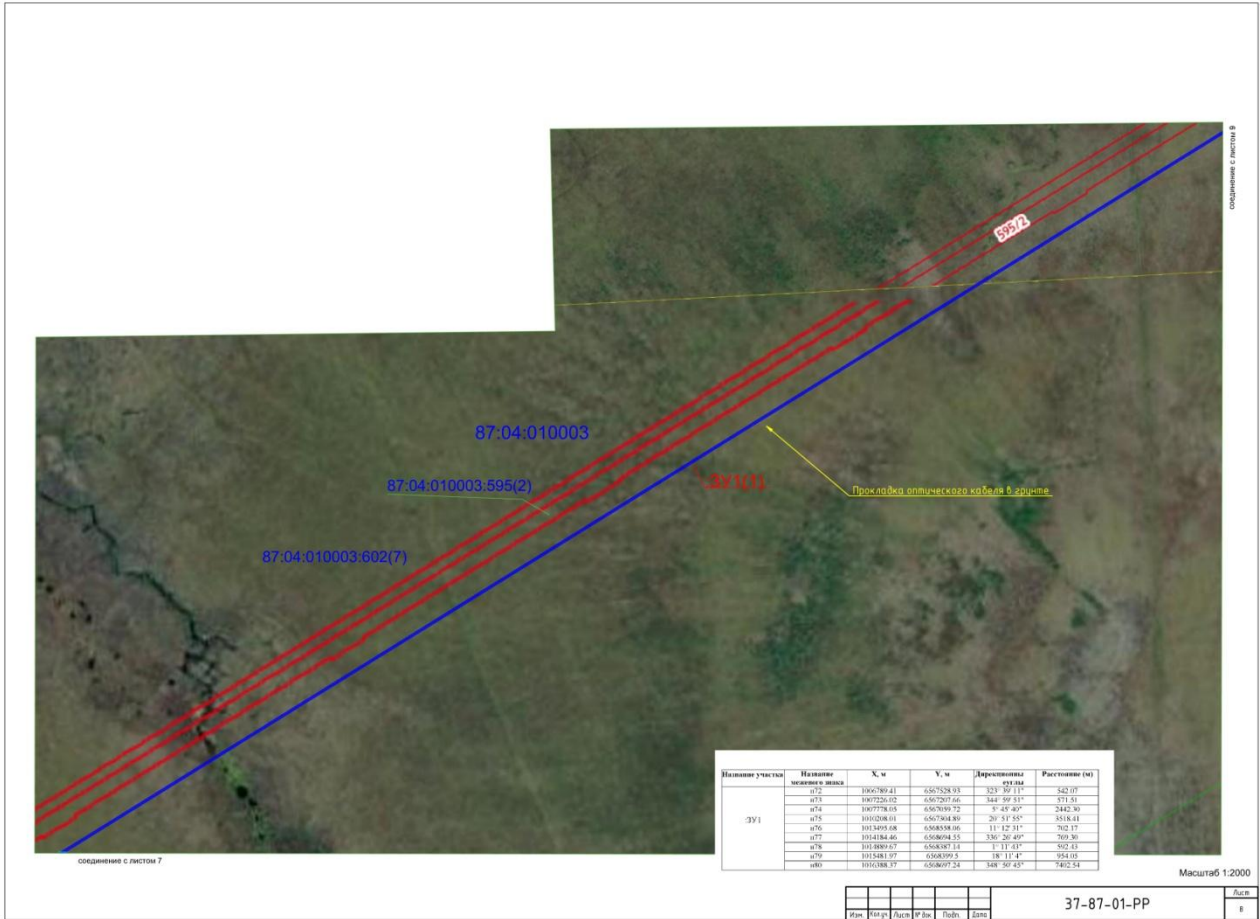 соединение с листом 9
595/2
87:04:010003
87:04:010003:595(2)
:ЗУ1(1)
Прокладка оптического кабеля в грунте
87:04:010003:602(7)
Название участка Название межевого знака X, м Y, м Дирекционны е углы Расстояние (м)
:ЗУ1
н72 1006789.41 6567528.93 323° 39' 11" 542.07
н73 1007226.02 6567207.66 344° 59' 51" 571.51
н74 1007778.05 6567059.72 5° 45' 40" 2442.30
н75 1010208.01 6567304.89 20° 51' 55" 3518.41
н76 1013495.68 6568558.06 11° 12' 31" 702.17
н77 1014184.46 6568694.55 336° 26' 49" 769.30
н78 1014889.67 6568387.14 1° 11' 43" 592.43
н79 1015481.97 6568399.5 18° 11' 4" 954.05
н80 1016388.37 6568697.24 348° 50' 45" 7402.54
соединение с листом 7
Масштаб 1:2000
37-87-01-РР
Лист
8
Изм. Кол.уч Лист № док. Подп. Дата